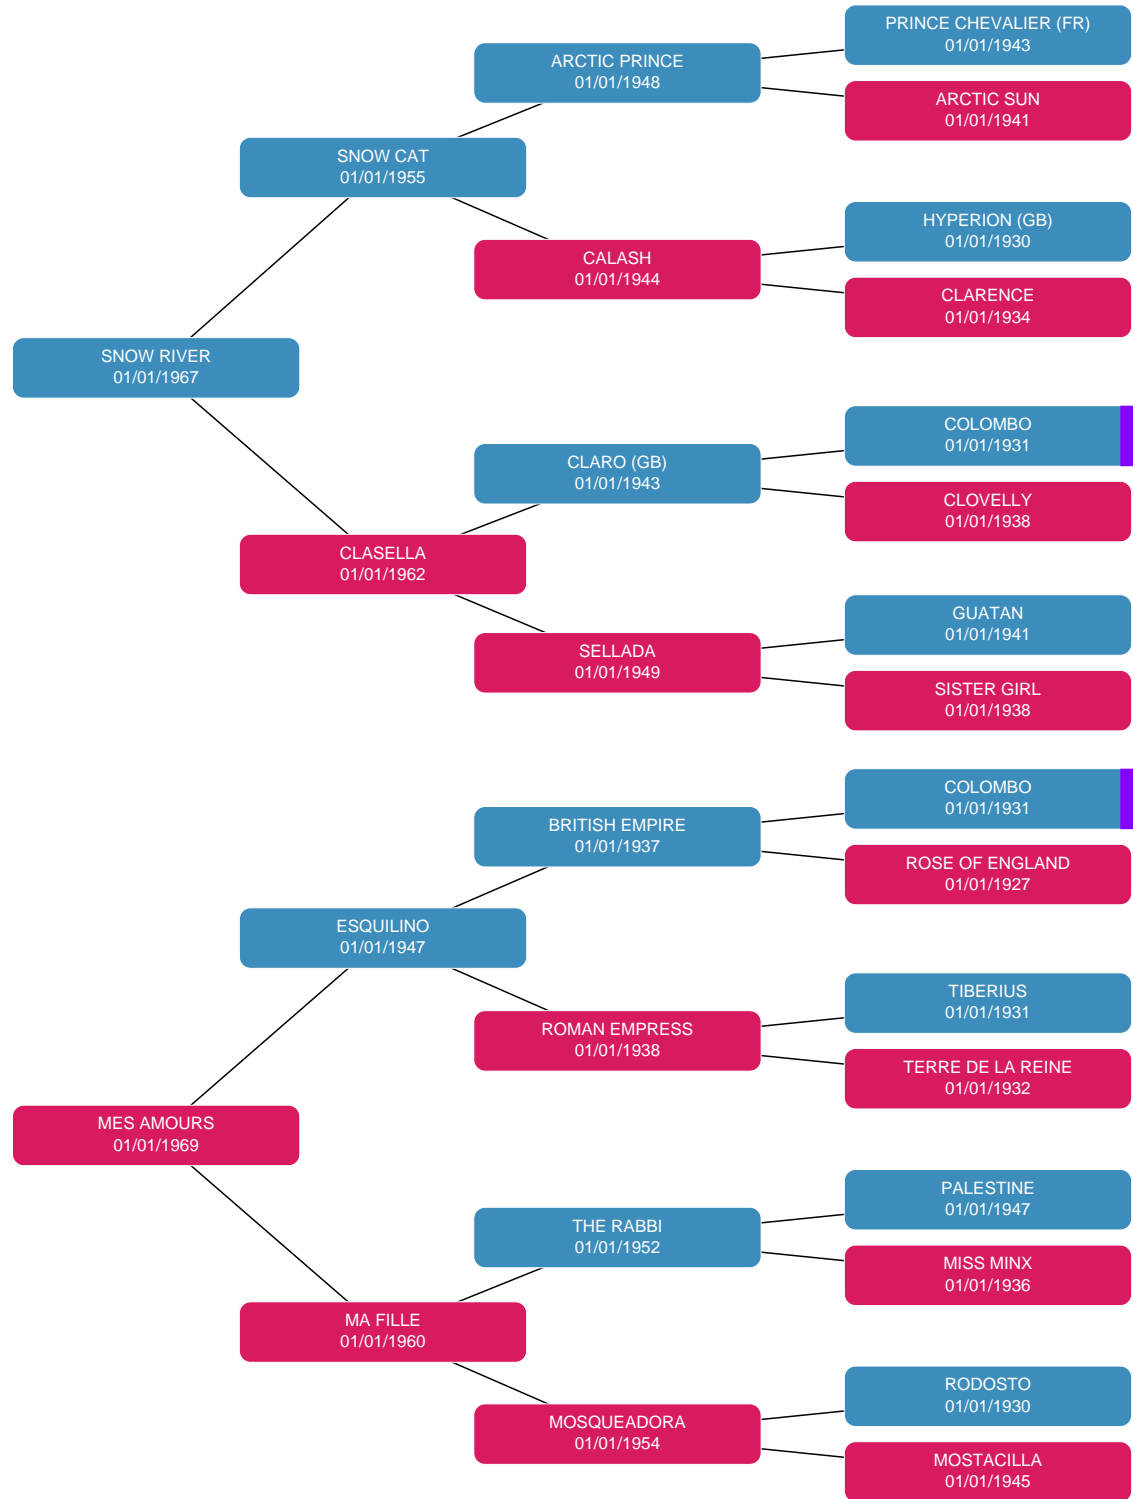 PRINCE CHEVALIER (FR)
01/01/1943
ARCTIC PRINCE
01/01/1948
ARCTIC SUN
01/01/1941
SNOW CAT
01/01/1955
HYPERION (GB)
01/01/1930
CALASH
01/01/1944
CLARENCE
01/01/1934
SNOW RIVER
01/01/1967
COLOMBO
01/01/1931
CLARO (GB)
01/01/1943
CLOVELLY
01/01/1938
CLASELLA
01/01/1962
GUATAN
01/01/1941
SELLADA
01/01/1949
SISTER GIRL
01/01/1938
COLOMBO
01/01/1931
BRITISH EMPIRE
01/01/1937
ROSE OF ENGLAND
01/01/1927
ESQUILINO
01/01/1947
TIBERIUS
01/01/1931
ROMAN EMPRESS
01/01/1938
TERRE DE LA REINE
01/01/1932
MES AMOURS
01/01/1969
PALESTINE
01/01/1947
THE RABBI
01/01/1952
MISS MINX
01/01/1936
MA FILLE
01/01/1960
RODOSTO
01/01/1930
MOSQUEADORA
01/01/1954
MOSTACILLA
01/01/1945